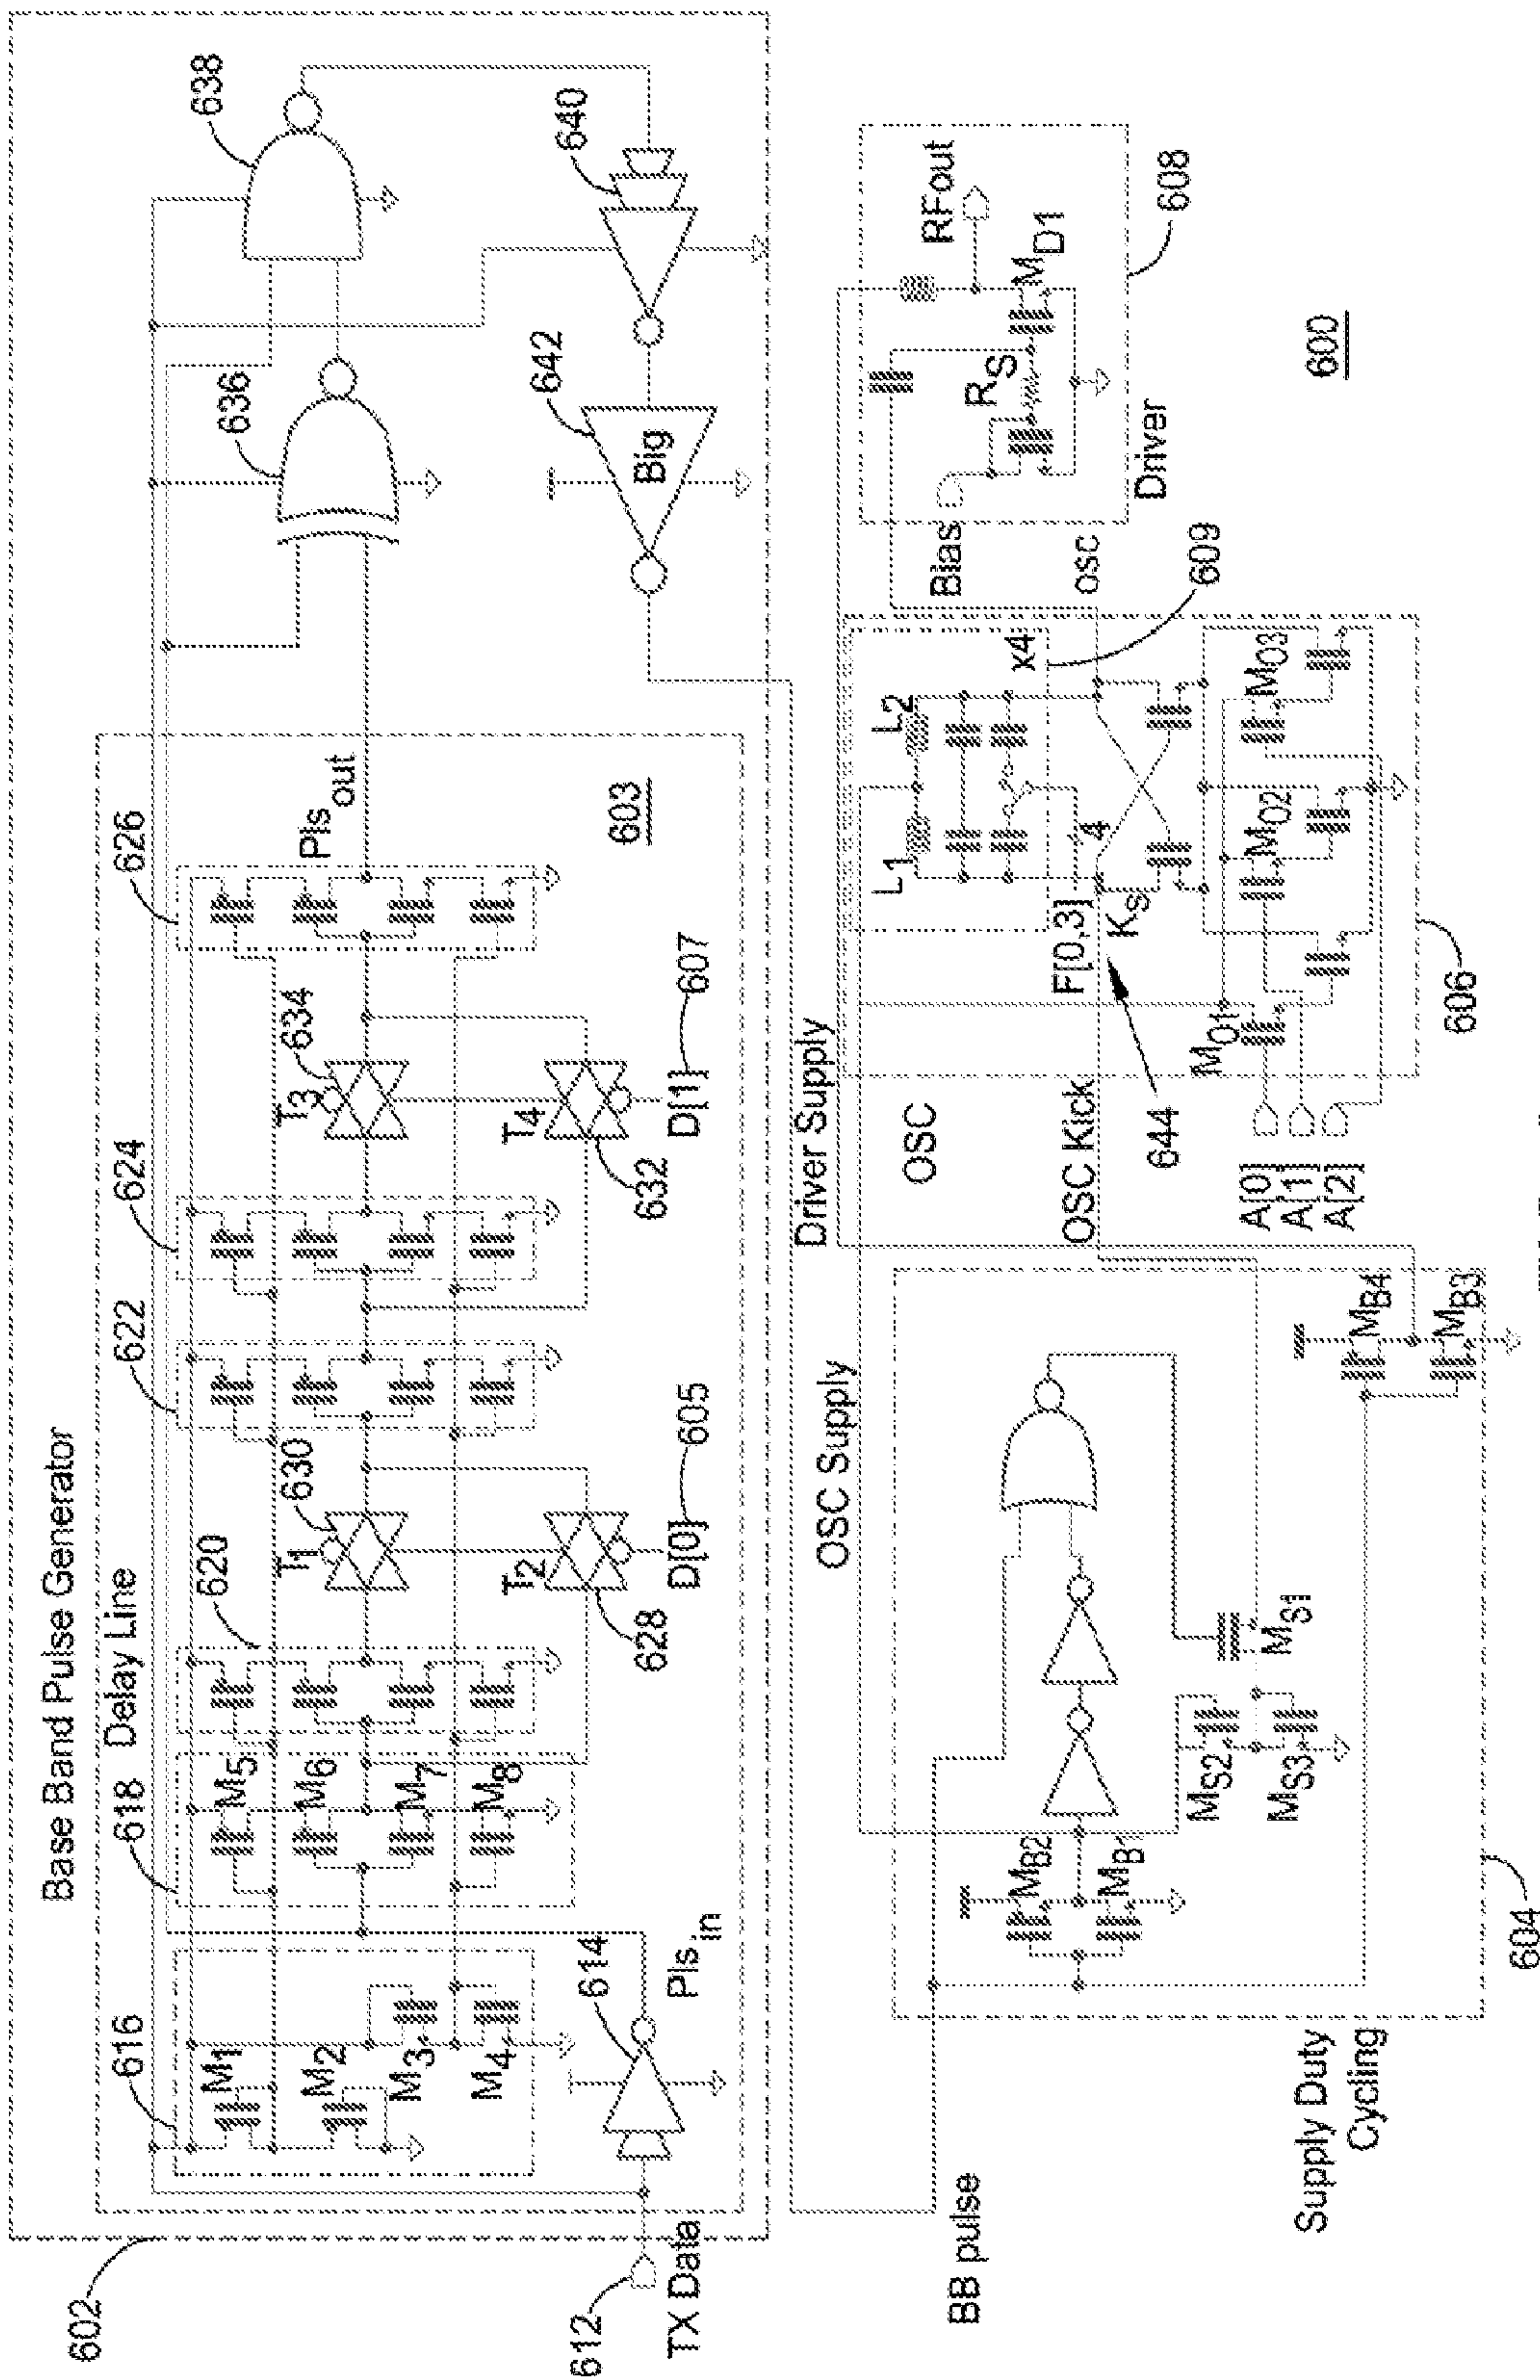 602
Base Band Pulse Generator
Delay Line
616
618
620
622
624
626
638
M1
M2
M3
M4
M5
M6
M7
M8
T1
630
T3
634
Plsout
636
640
T2
628
T4
632
603
642
Big
614
Plsin
D[0]
605
D[1]
607
612
TX Data
BB pulse
OSC Supply
Driver Supply
OSC
OSC Kick
644
L1
L2
x4
F[0,3]
4
KS
609
Bias
osc
RS
RFout
MD1
Driver
608
MB2
MB1
MS2
MS3
MS1
MB4
MB3
A[0]
A[1]
A[2]
MO1
MO2
MO3
606
600
Supply Duty
Cycling
604